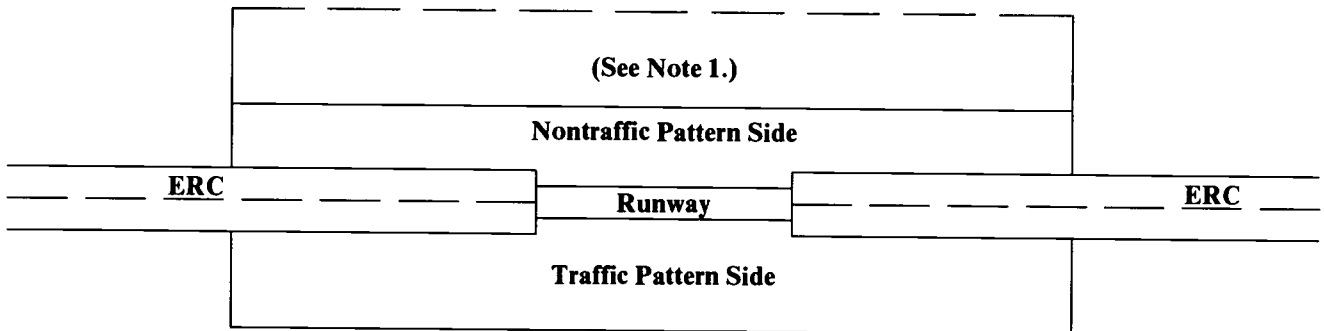 (See Note 1.)
Nontraffic Pattern Side
ERC
Runway
ERC
Traffic Pattern Side